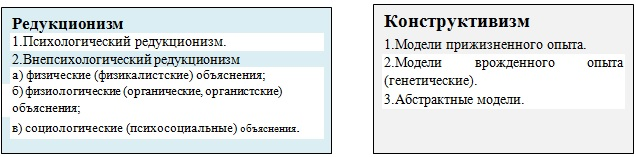 Редукционизм
1.Психологический редукционизм.
2.Внепсихологический редукционизм
а) физические (физикалистские) объяснения;
б) физиологические (органические, органистские)
объяснения;
в) социологические (психосоциальные) объяснения.
Конструктивизм
1.Модели прижизненного опыта.
2.Модели врожденного опыта
(генетические).
3.Абстрактные модели.